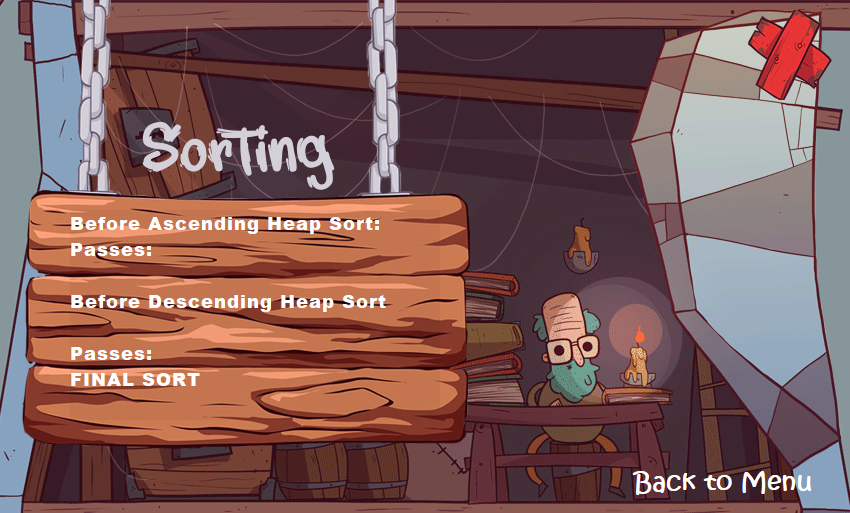 Sorting
Before Ascending Heap Sort:
Passes:
Before Descending Heap Sort
Passes:
FINAL SORT
Back to Menu